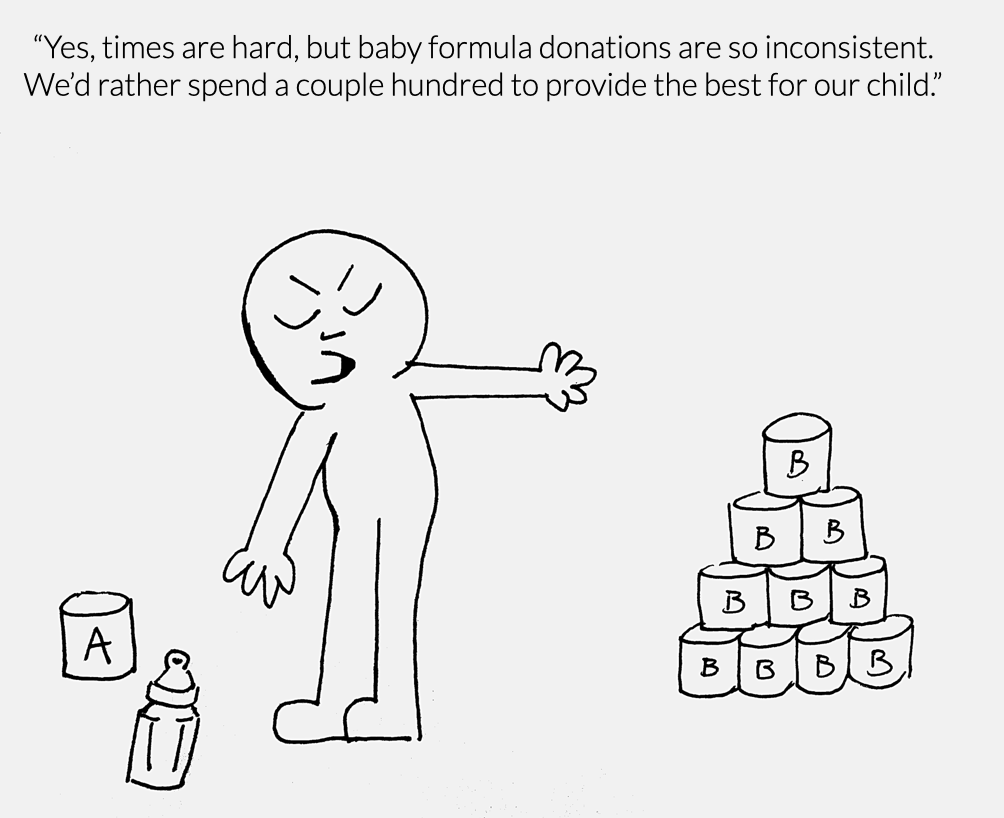 “Yes, times are hard, but baby formula donations are so inconsistent.
We’d rather spend a couple hundred to provide the best for our child.”
B
B B
B B B
A
B B B B